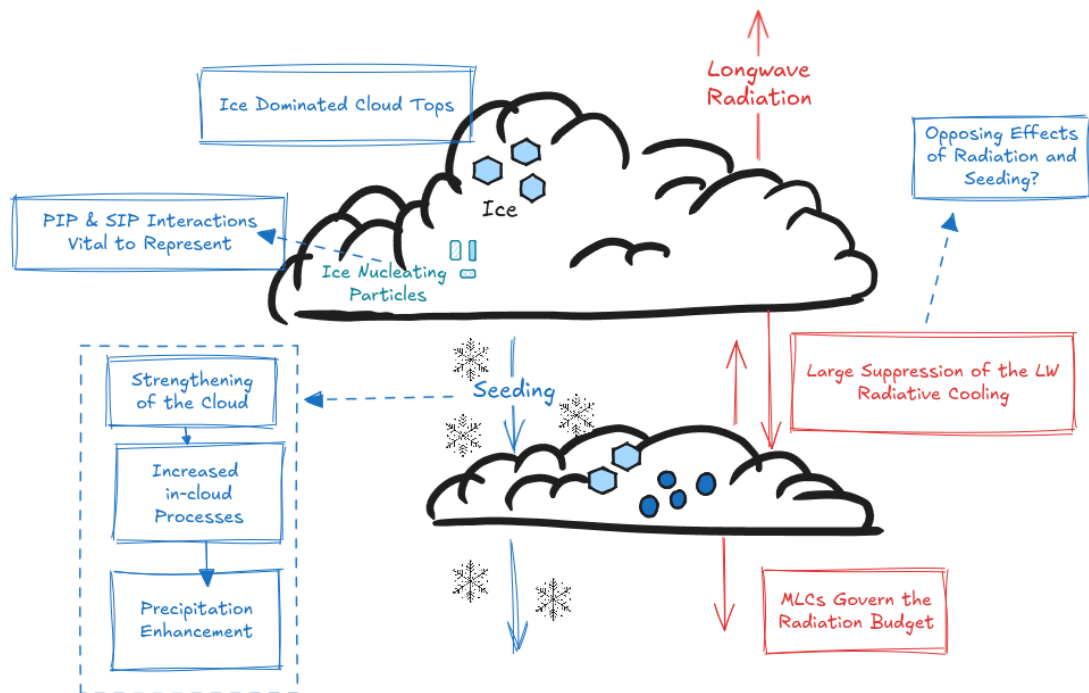 Longwave
Radiation
Ice Dominated Cloud Tops
Opposing Effects
of Radiation and
Seeding?
Ice
PIP & SIP Interactions
Vital to Represent
Ice Nucleating
Particles
Strengthening
of the Cloud
Seeding
Large Suppression of the LW
Radiative Cooling
Increased
in-cloud
Processes
Precipitation
Enhancement
MLCs Govern the
Radiation Budget